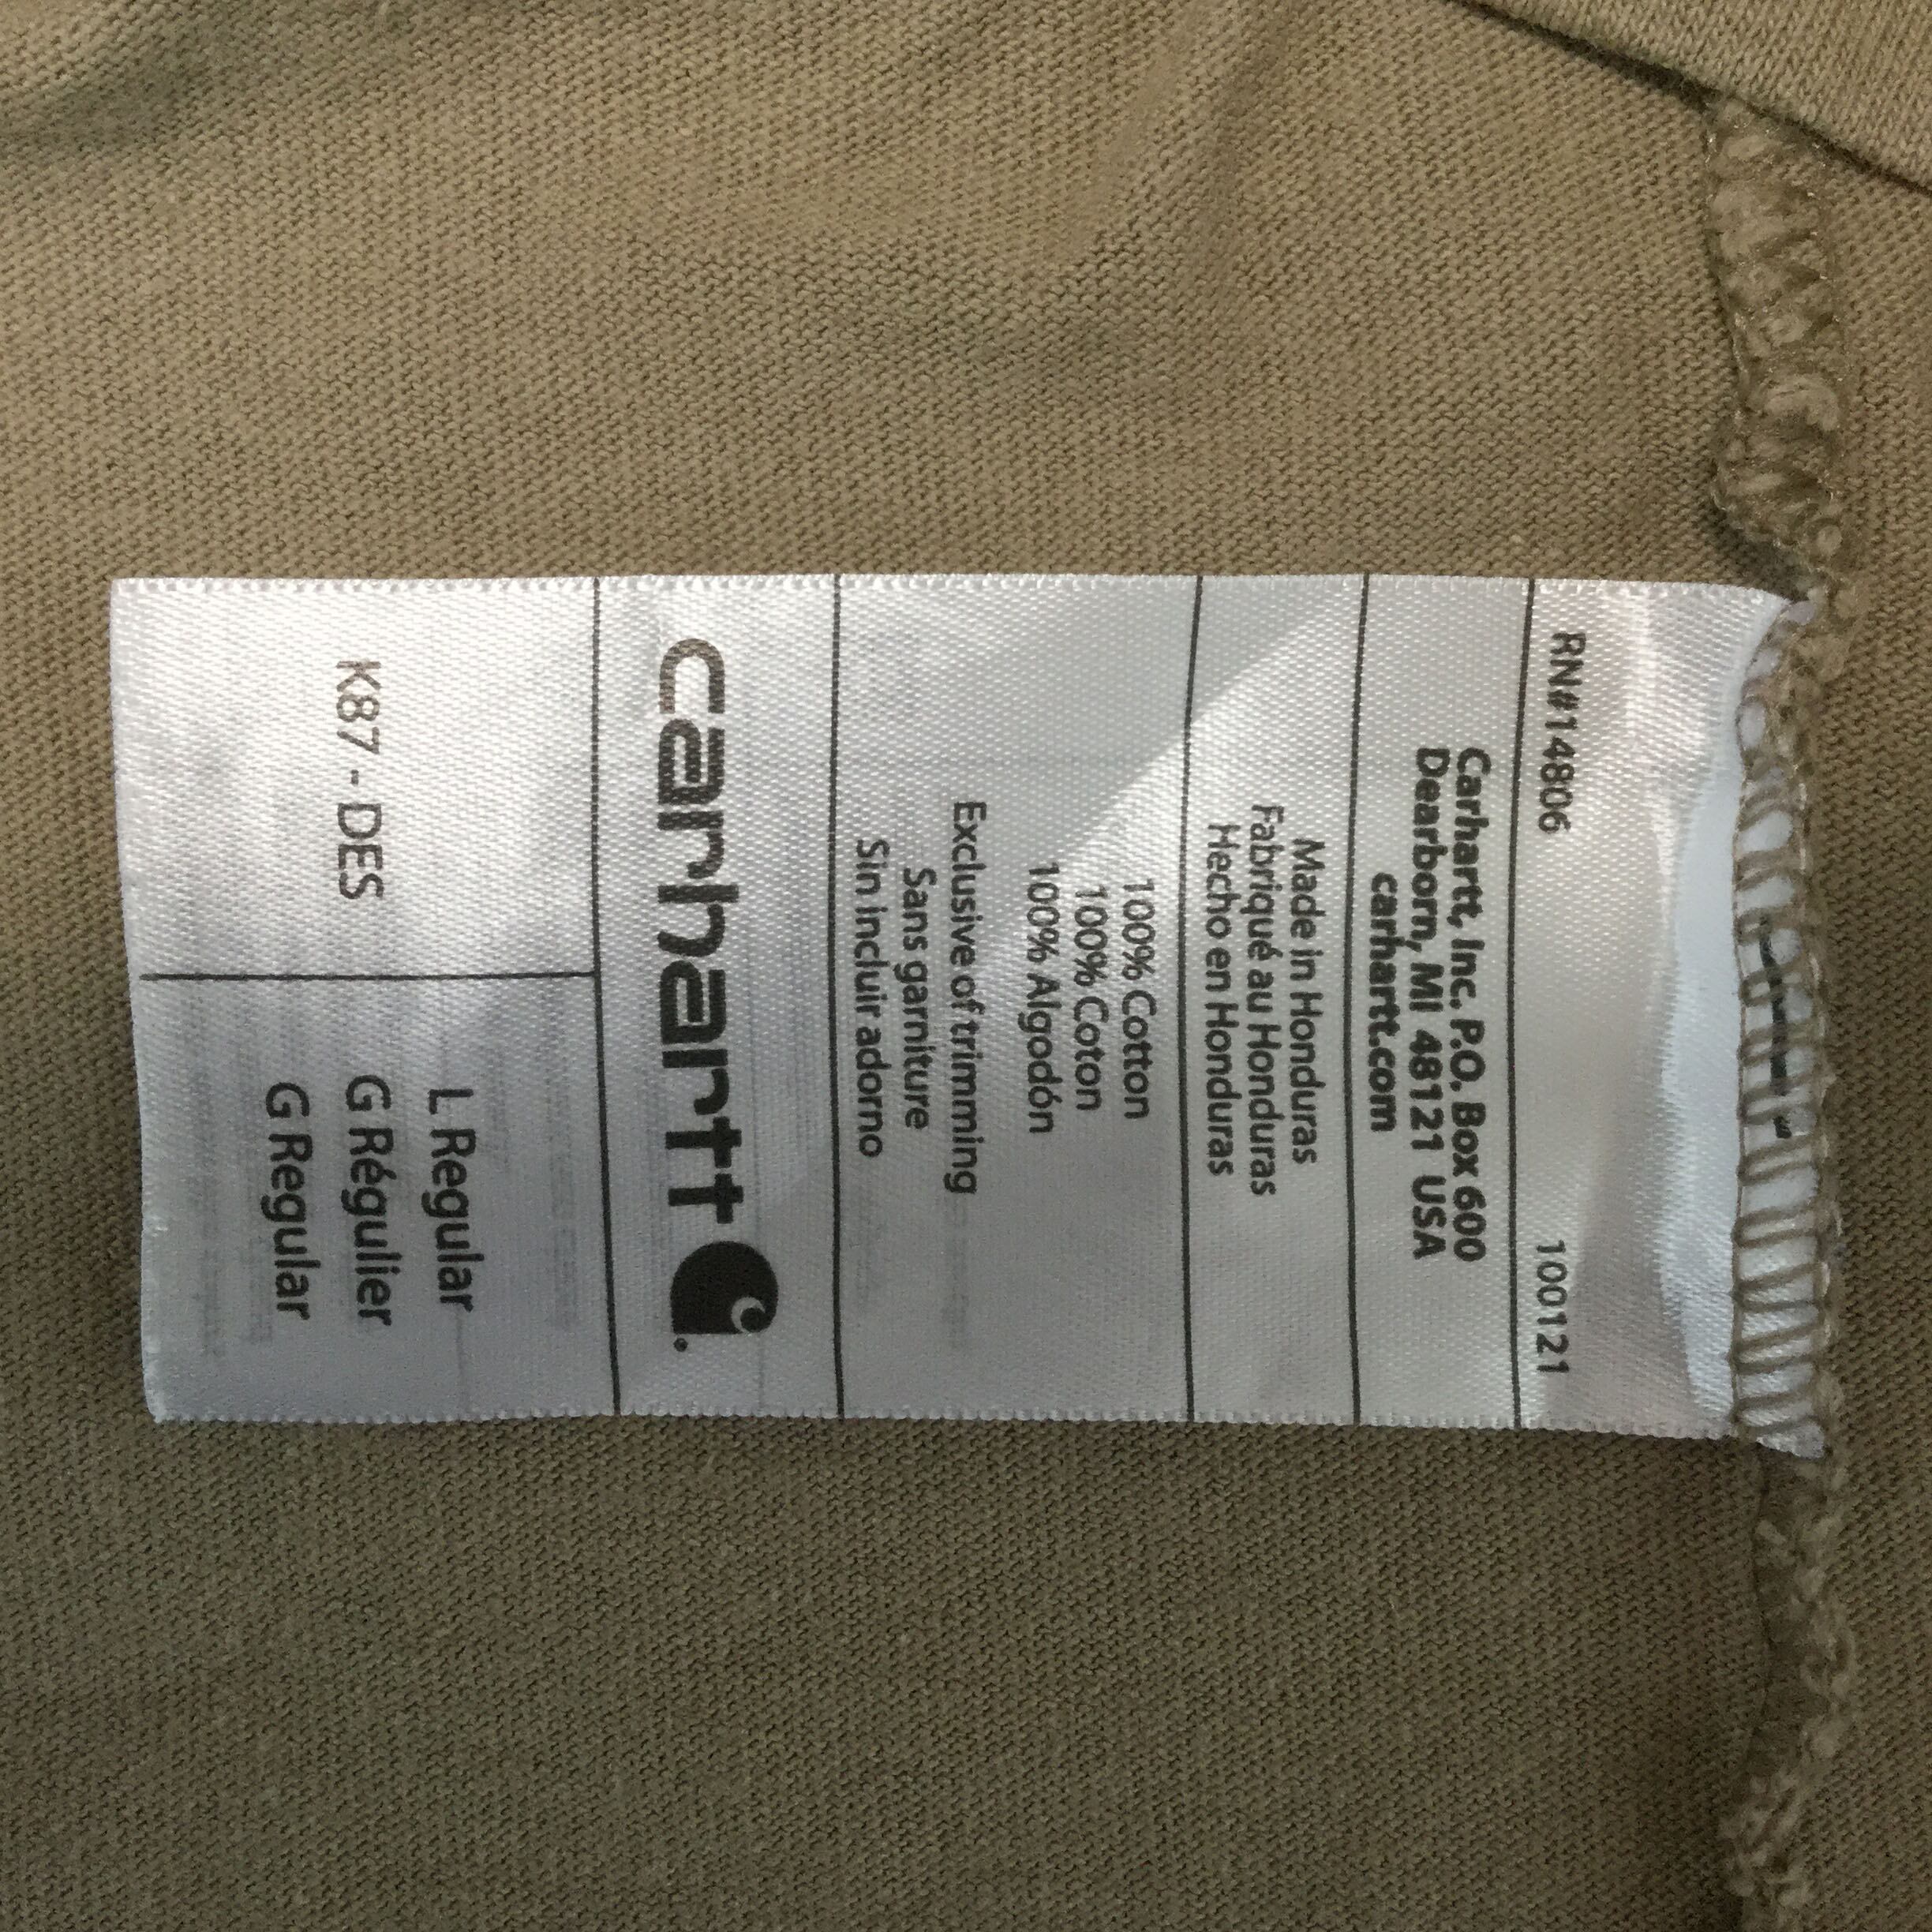 RN#14806 100121
Carhartt, Inc. P.O. Box 600
Dearborn, MI 48121 USA
carhartt.com
Made in Honduras
Fabriqué au Honduras
Hecho en Honduras
100% Cotton
100% Coton
100% Algodón
Exclusive of trimming
Sans garniture
Sin incluir adorno
carhartt
K87 - DES
L Regular
G Régulier
G Regular